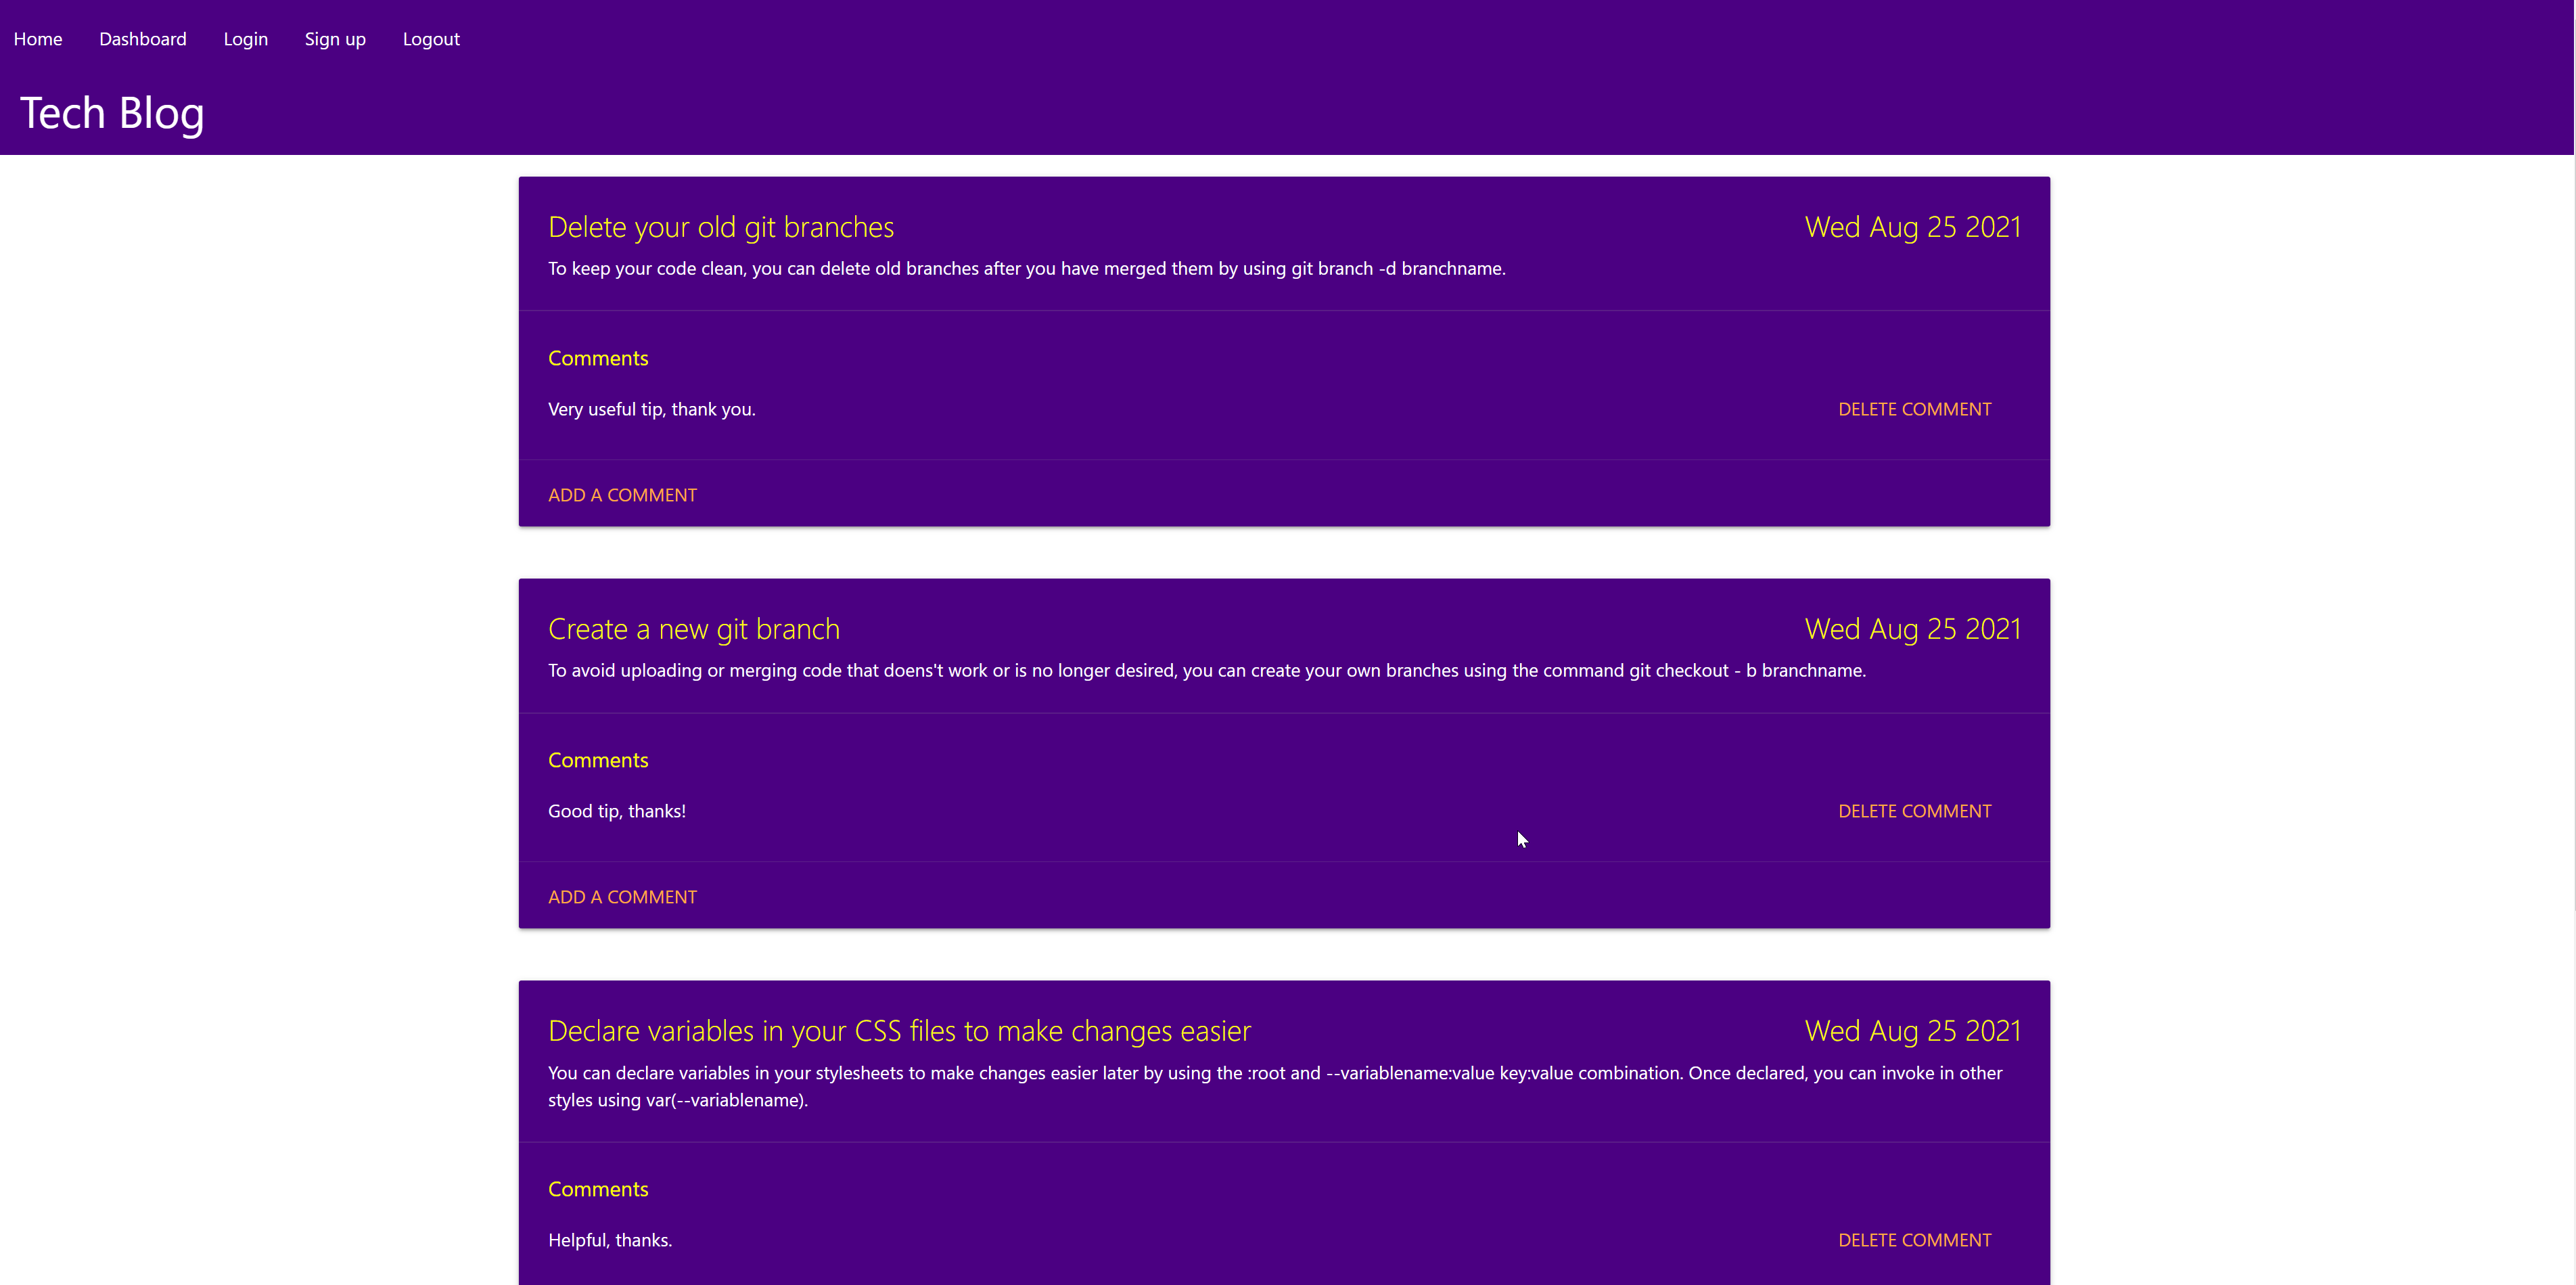 Home Dashboard Login Sign up Logout
Tech Blog
Delete your old git branches Wed Aug 25 2021
To keep your code clean, you can delete old branches after you have merged them by using git branch -d branchname.
Comments
Very useful tip, thank you. DELETE COMMENT
ADD A COMMENT
Create a new git branch Wed Aug 25 2021
To avoid uploading or merging code that doens't work or is no longer desired, you can create your own branches using the command git checkout - b branchname.
Comments
Good tip, thanks! DELETE COMMENT
ADD A COMMENT
Declare variables in your CSS files to make changes easier Wed Aug 25 2021
You can declare variables in your stylesheets to make changes easier later by using the :root and --variablename:value key:value combination. Once declared, you can invoke in other
styles using var(--variablename).
Comments
Helpful, thanks. DELETE COMMENT